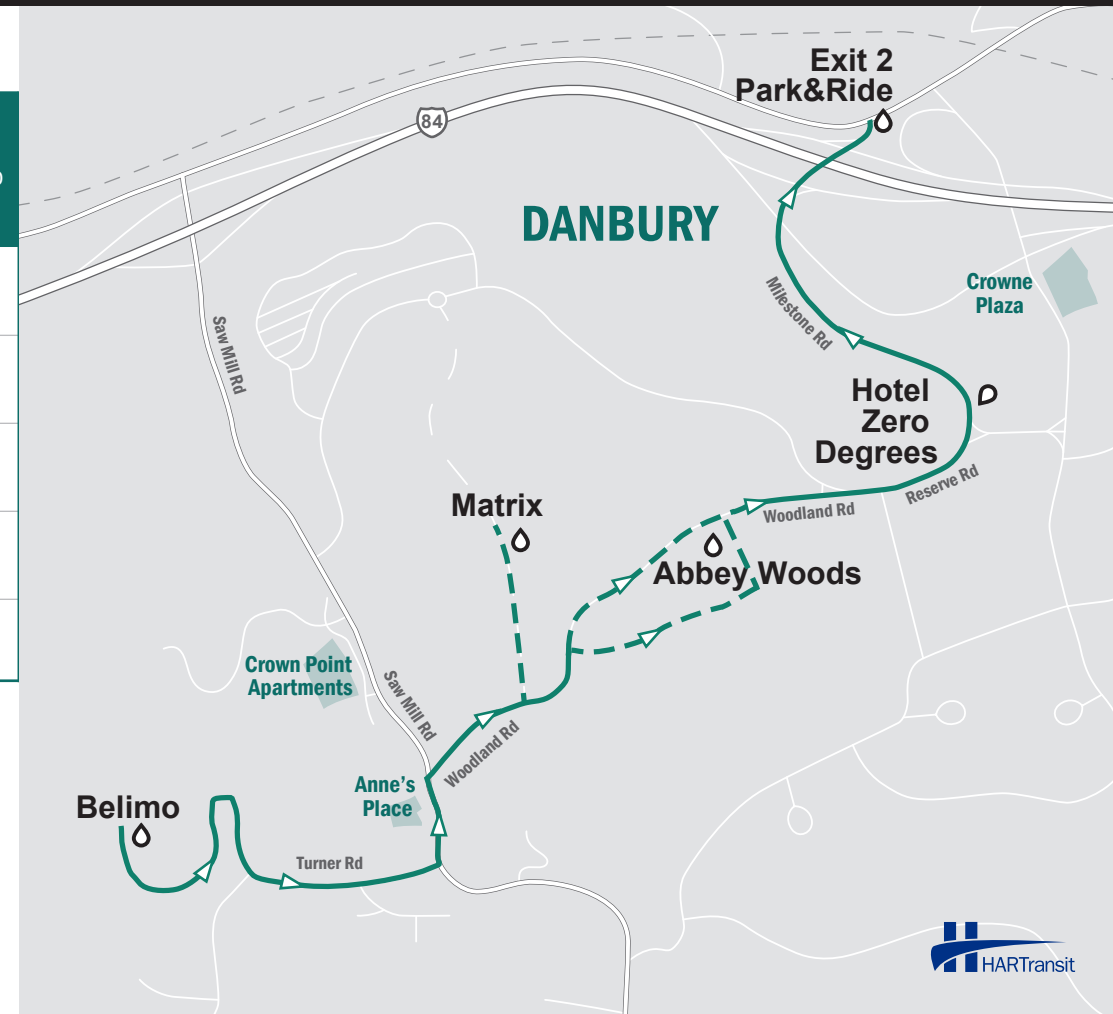 Exit 2
Park&Ride
84
DANBURY
Crowne
Plaza
Milestone Rd
Saw Mill Rd
Hotel
Zero
Degrees
Reserve Rd
Matrix
Woodland Rd
Abbey Woods
Crown Point
Apartments
Saw Mill Rd
Woodland Rd
Anne's
Place
Belimo
Turner Rd
HARTransit